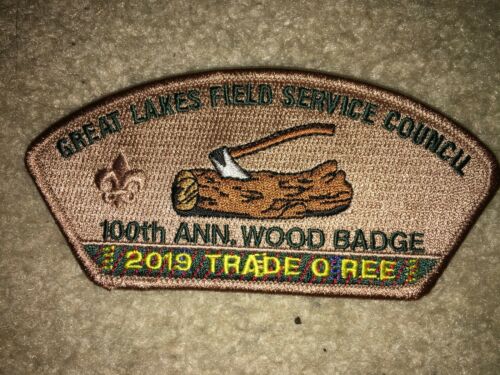 GREAT LAKES FIELD SERVICE COUNCIL
100th ANN. WOOD BADGE
2019 TRADE O REE